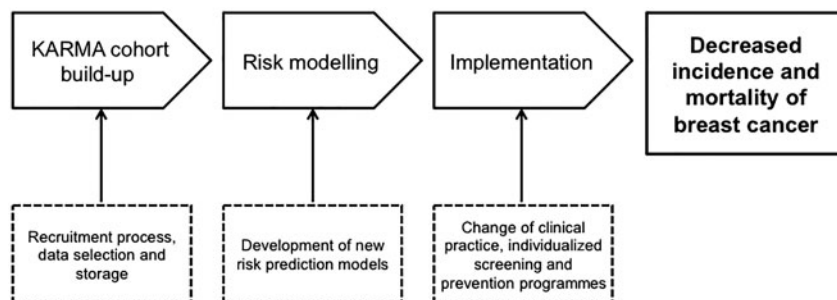 KARMA cohort
build-up
Risk modelling
Implementation
Decreased
incidence and
mortality of
breast cancer
Recruitment process,
data selection and
storage
Development of new
risk prediction models
Change of clinical
practice, individualized
screening and
prevention programmes